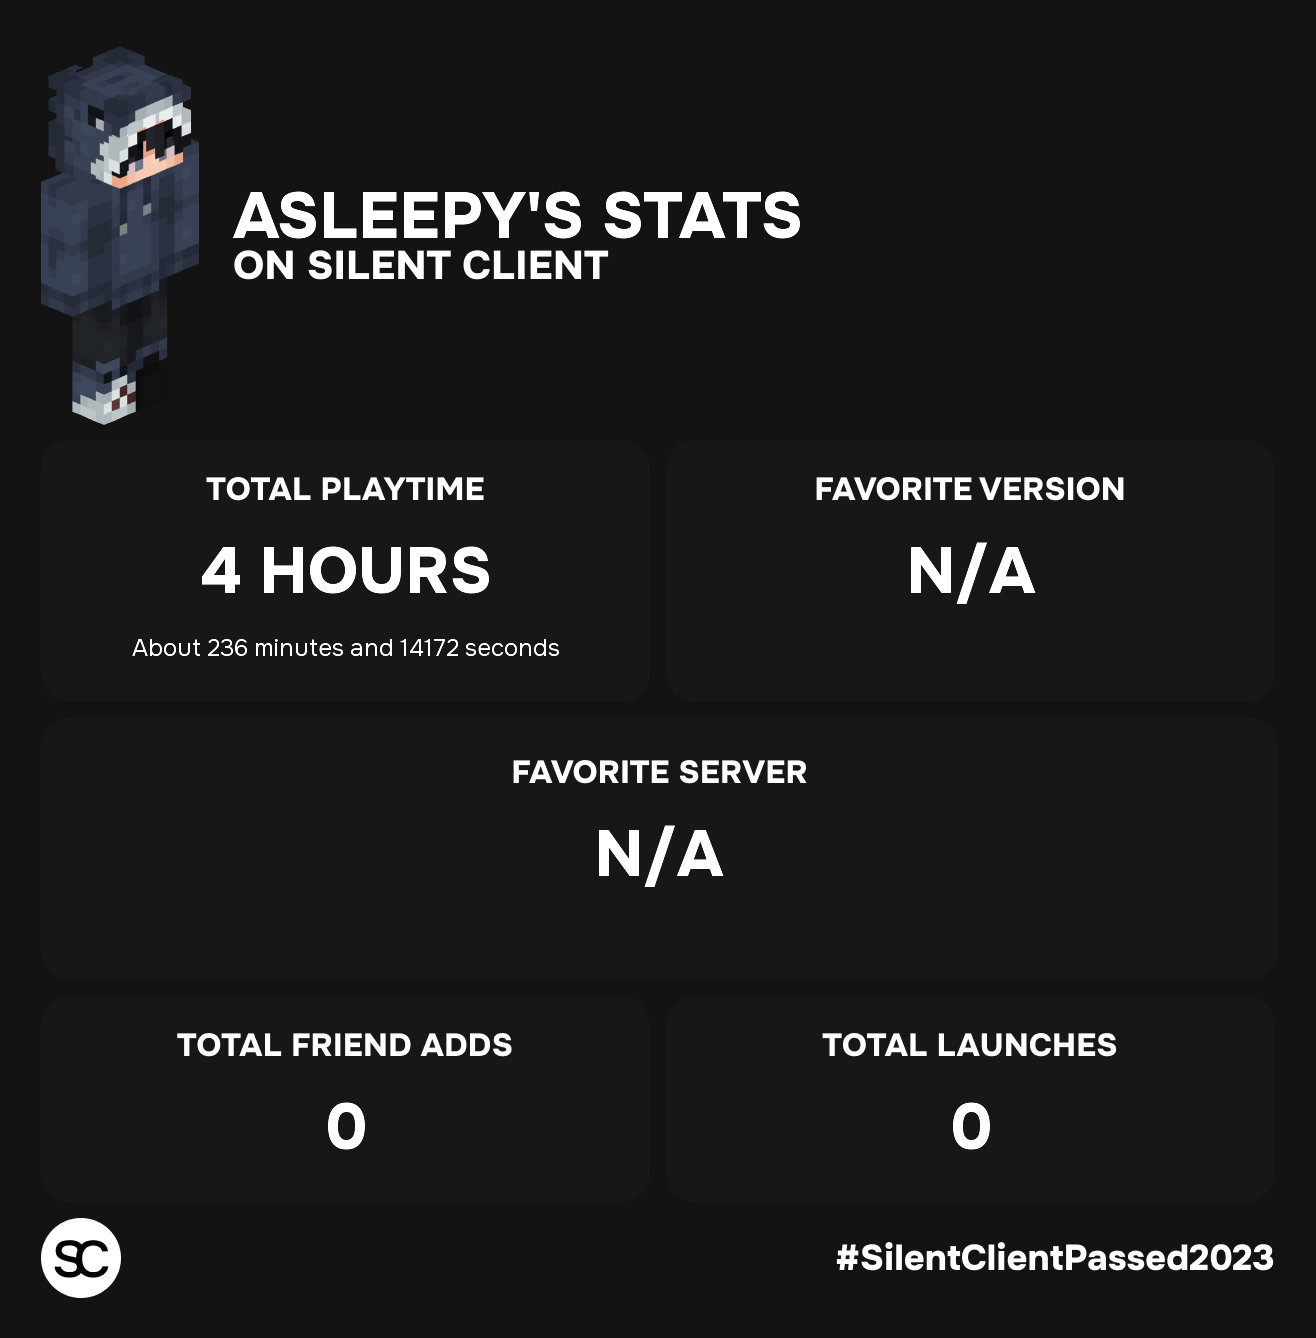 ASLEEPY'S STATS
ON SILENT CLIENT
TOTAL PLAYTIME
4 HOURS
About 236 minutes and 14172 seconds
FAVORITE VERSION
N/A
FAVORITE SERVER
N/A
TOTAL FRIEND ADDS
0
TOTAL LAUNCHES
0
SC
#SilentClientPassed2023